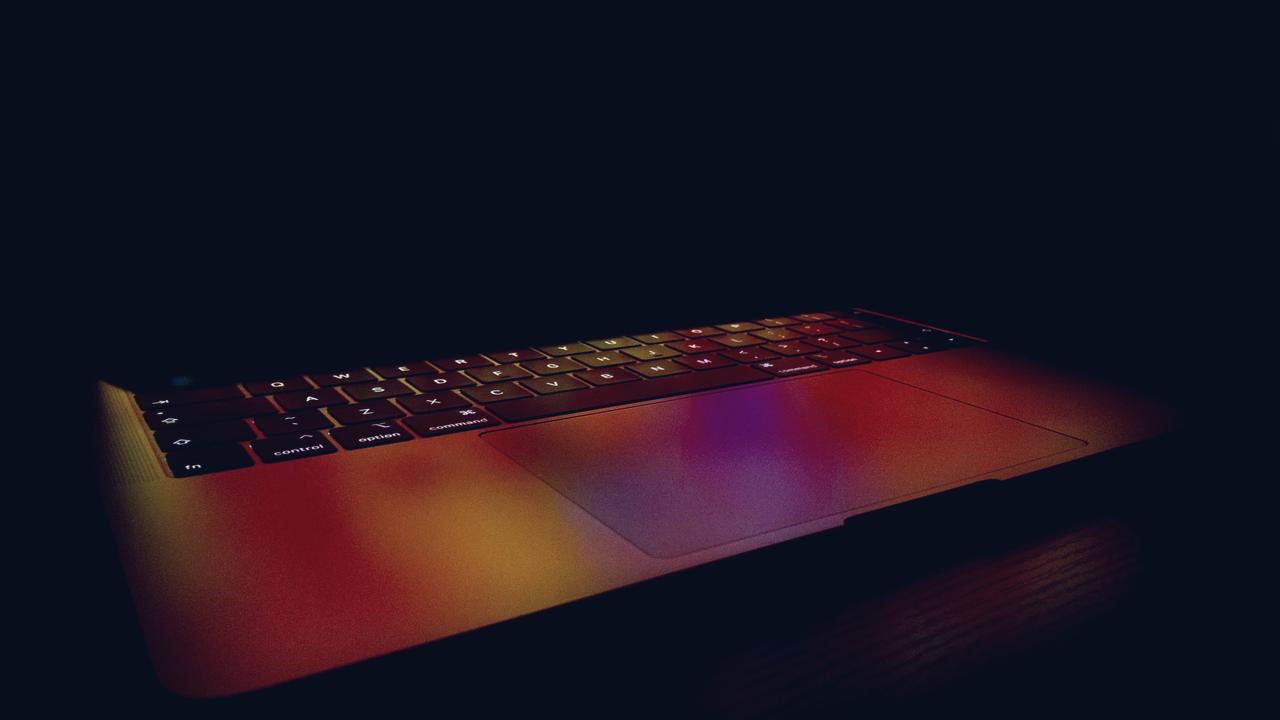 Q W E R T Y U I O P
A S D F G H J K L
Z X C V B N M
fn control option command command option